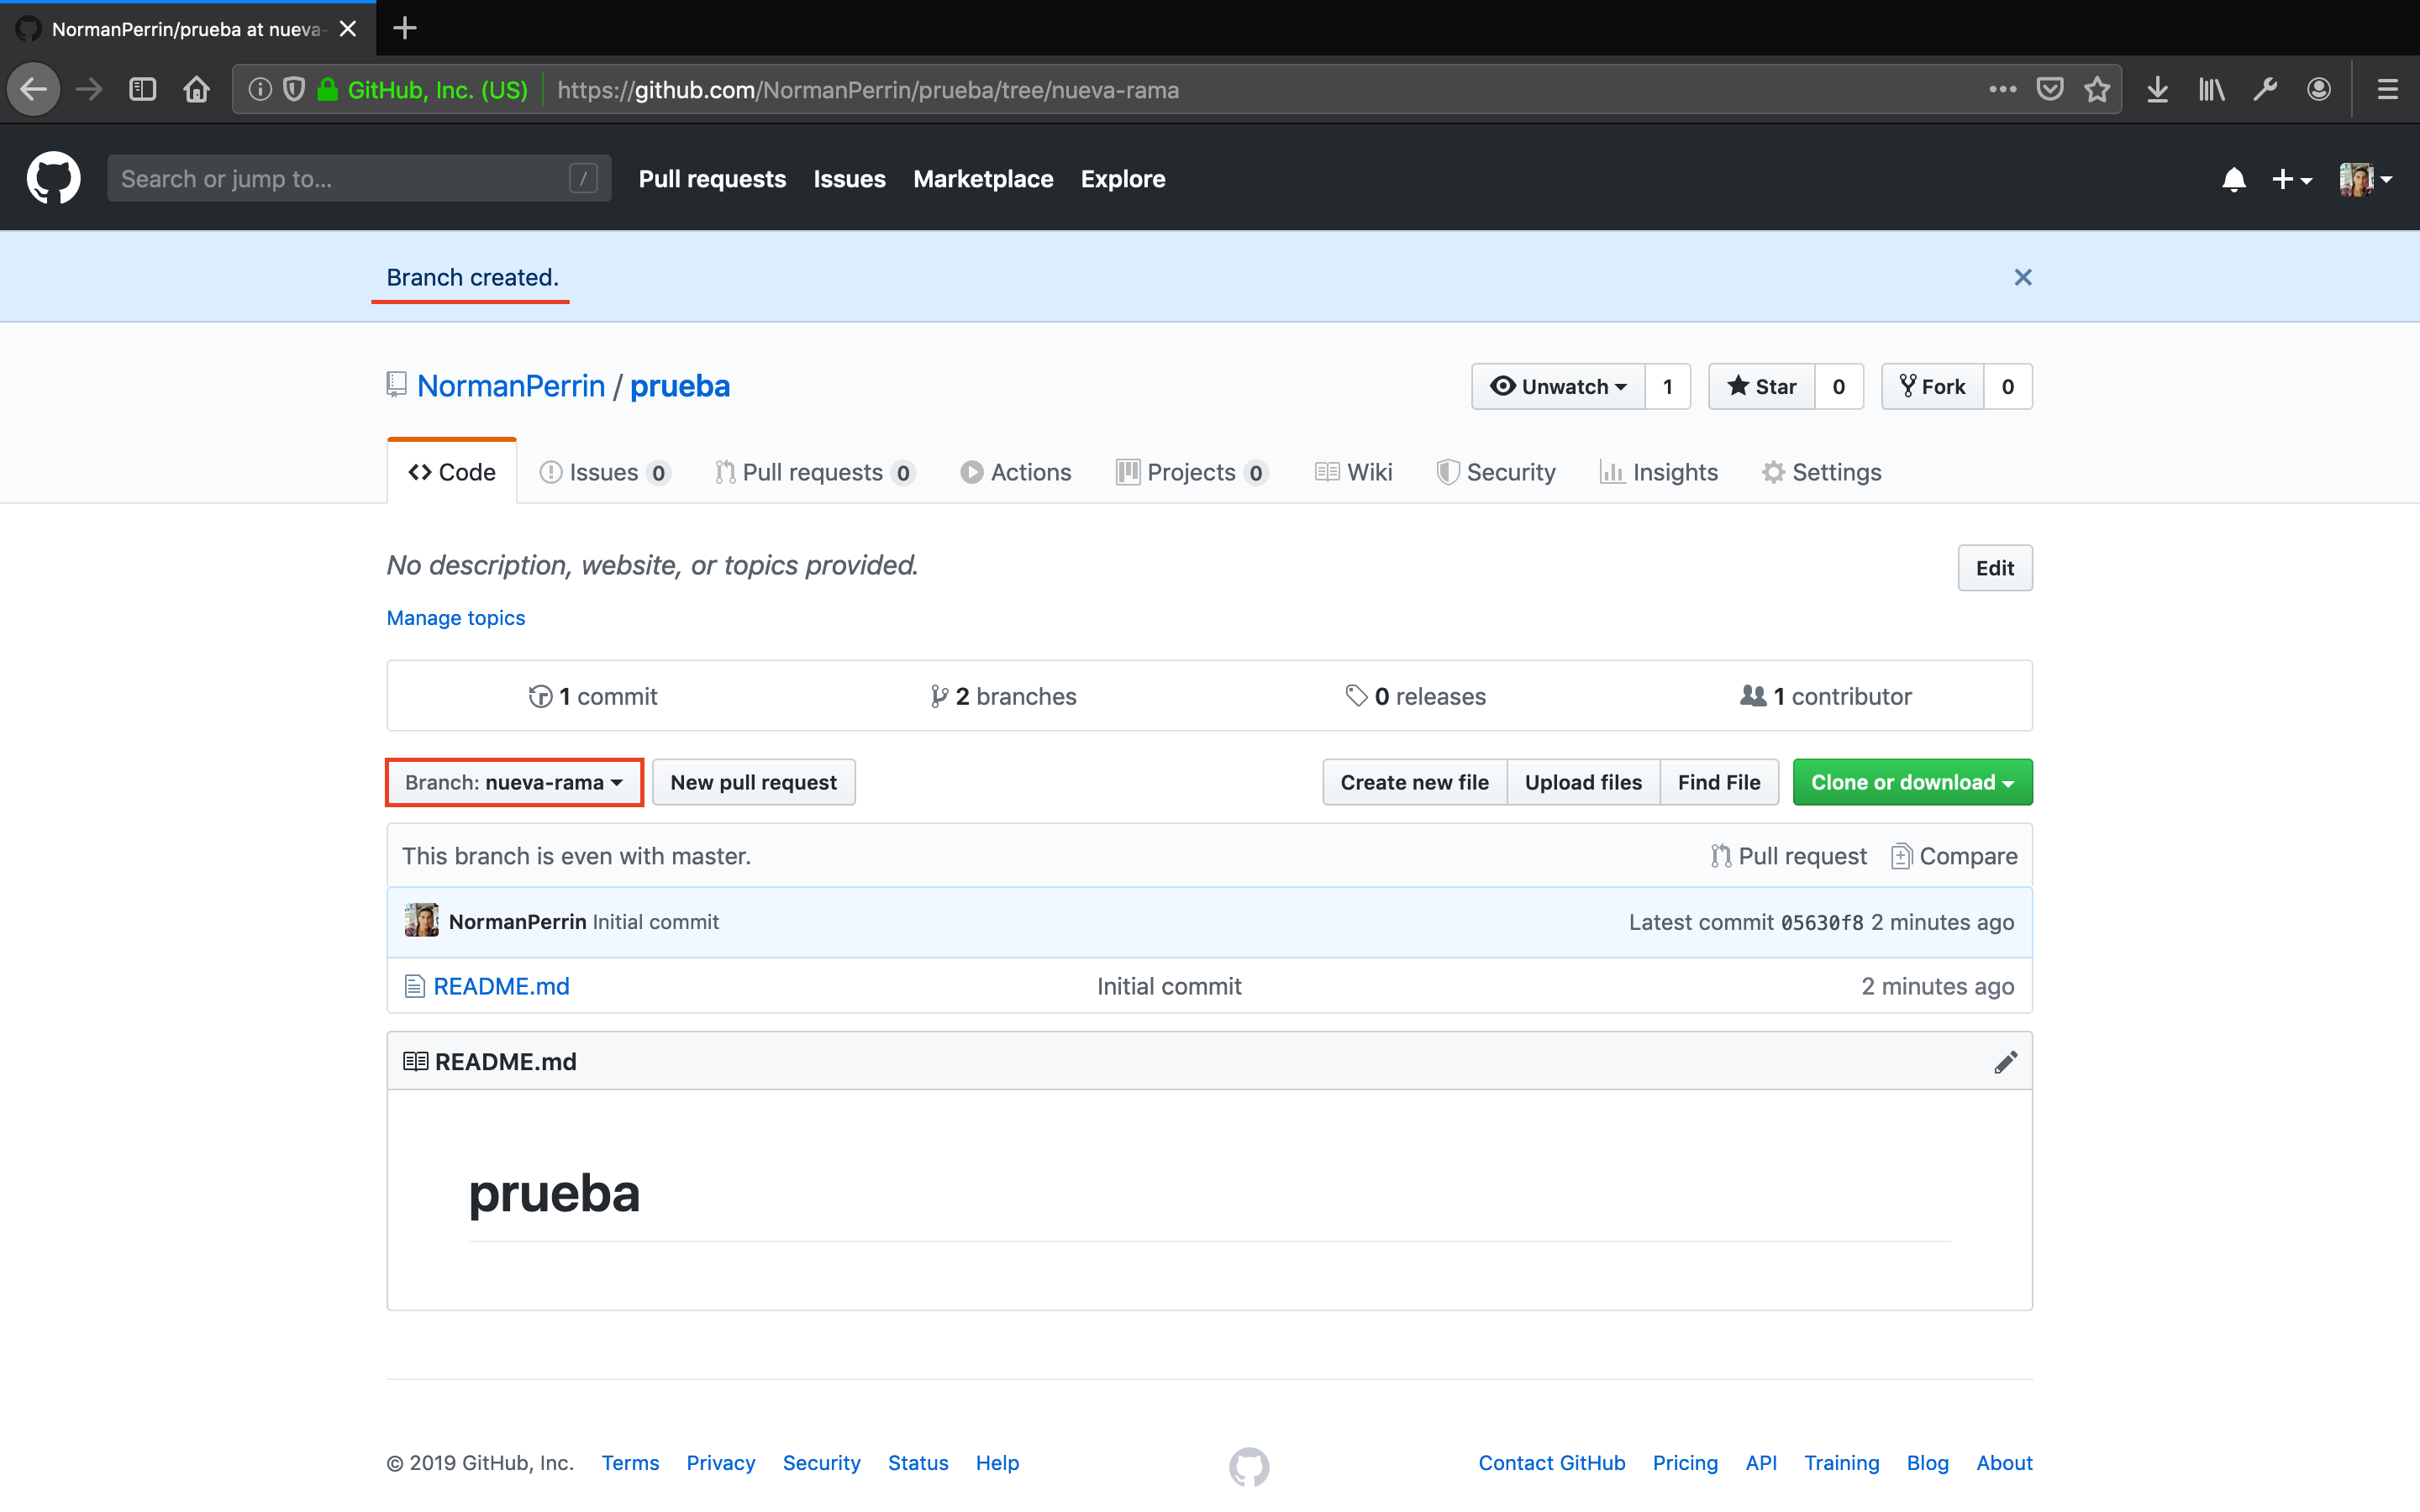 NormanPerrin/prueba at nueva-
GitHub, Inc. (US) https://github.com/NormanPerrin/prueba/tree/nueva-rama
Search or jump to... / Pull requests Issues Marketplace Explore
Branch created.
NormanPerrin / prueba Unwatch 1 Star 0 Fork 0
Code Issues 0 Pull requests 0 Actions Projects 0 Wiki Security Insights Settings
No description, website, or topics provided. Edit
Manage topics
1 commit 2 branches 0 releases 1 contributor
Branch: nueva-rama New pull request Create new file Upload files Find File Clone or download
This branch is even with master. Pull request Compare
NormanPerrin Initial commit Latest commit 05630f8 2 minutes ago
README.md Initial commit 2 minutes ago
README.md
prueba
© 2019 GitHub, Inc. Terms Privacy Security Status Help Contact GitHub Pricing API Training Blog About